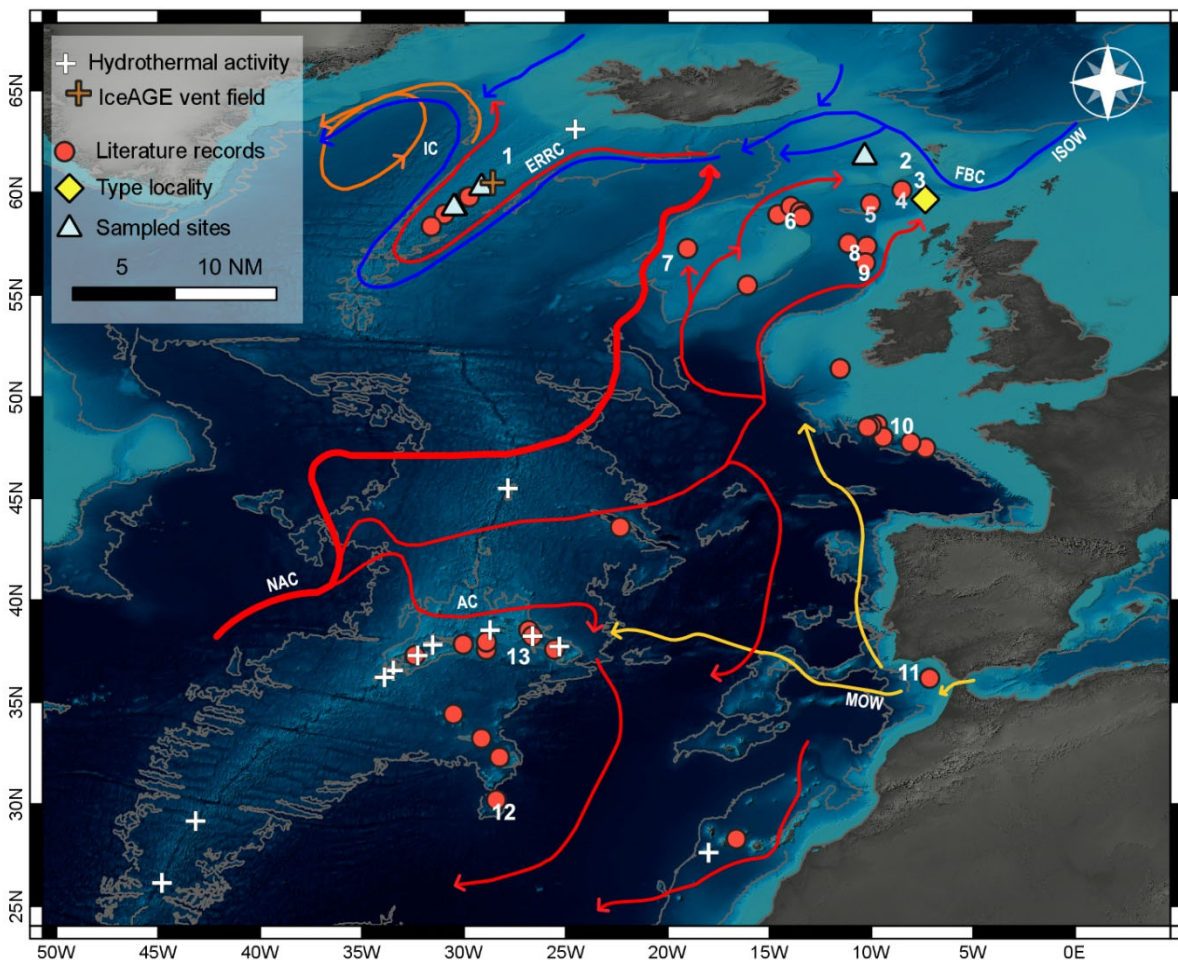 Hydrothermal activity
IceAGE vent field
Literature records
Type locality
Sampled sites
5 10 NM
65N
60N
55N
50N
45N
40N
35N
30N
25N
IC
1
ERRC
2
3
FBC
ISOW
4
5
6
7
8
9
10
NAC
AC
13
11
MOW
12
50W 45W 40W 35W 30W 25W 20W 15W 10W 5W 0E